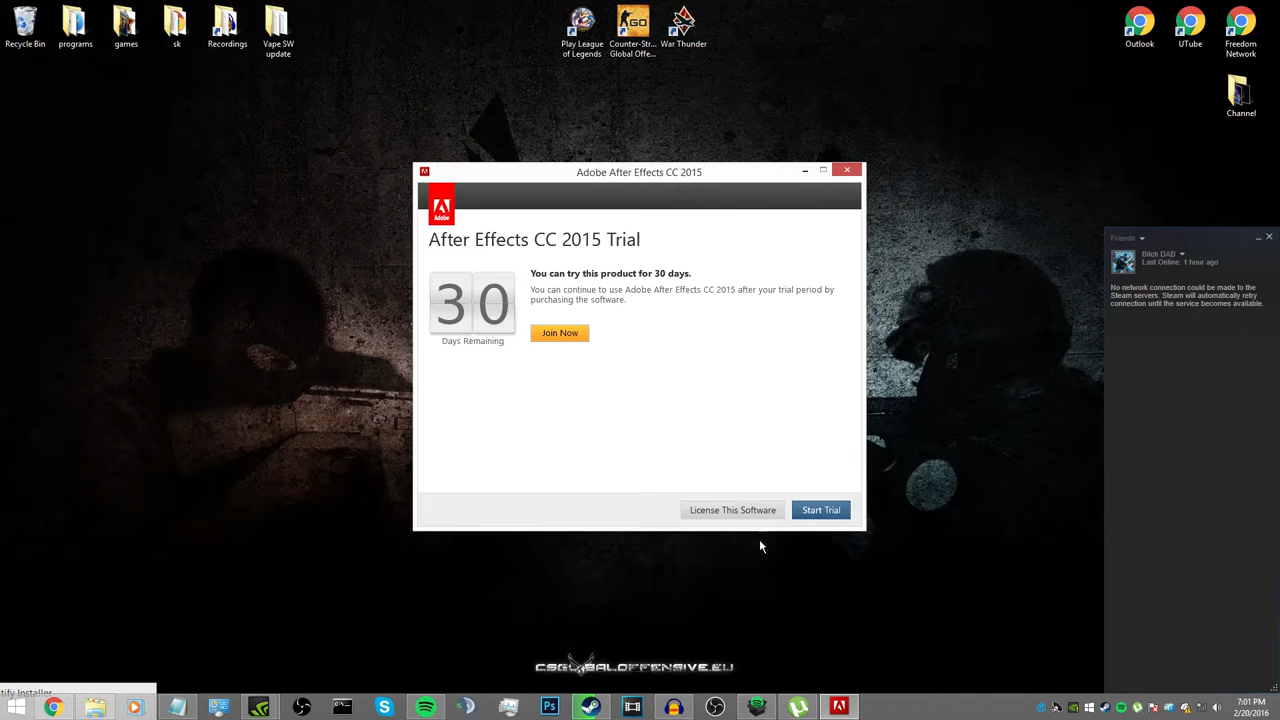 Recycle Bin
programs
games
sk
Recordings
Vape SW
update
Play League
of Legends
Counter-Str...
Global Offe...
War Thunder
Outlook
UTube
Freedom
Network
Channel
Adobe After Effects CC 2015
Adobe
After Effects CC 2015 Trial
30
Days Remaining
You can try this product for 30 days.
You can continue to use Adobe After Effects CC 2015 after your trial period by
purchasing the software.
Join Now
License This Software
Start Trial
Friends
Bitch DAB
Last Online: 1 hour ago
No network connection could be made to the
Steam servers. Steam will automatically retry
connection until the service becomes available.
CSGLOBALOFFENSIVE.EU
tify Installer
Ps
7:01 PM
2/20/2016